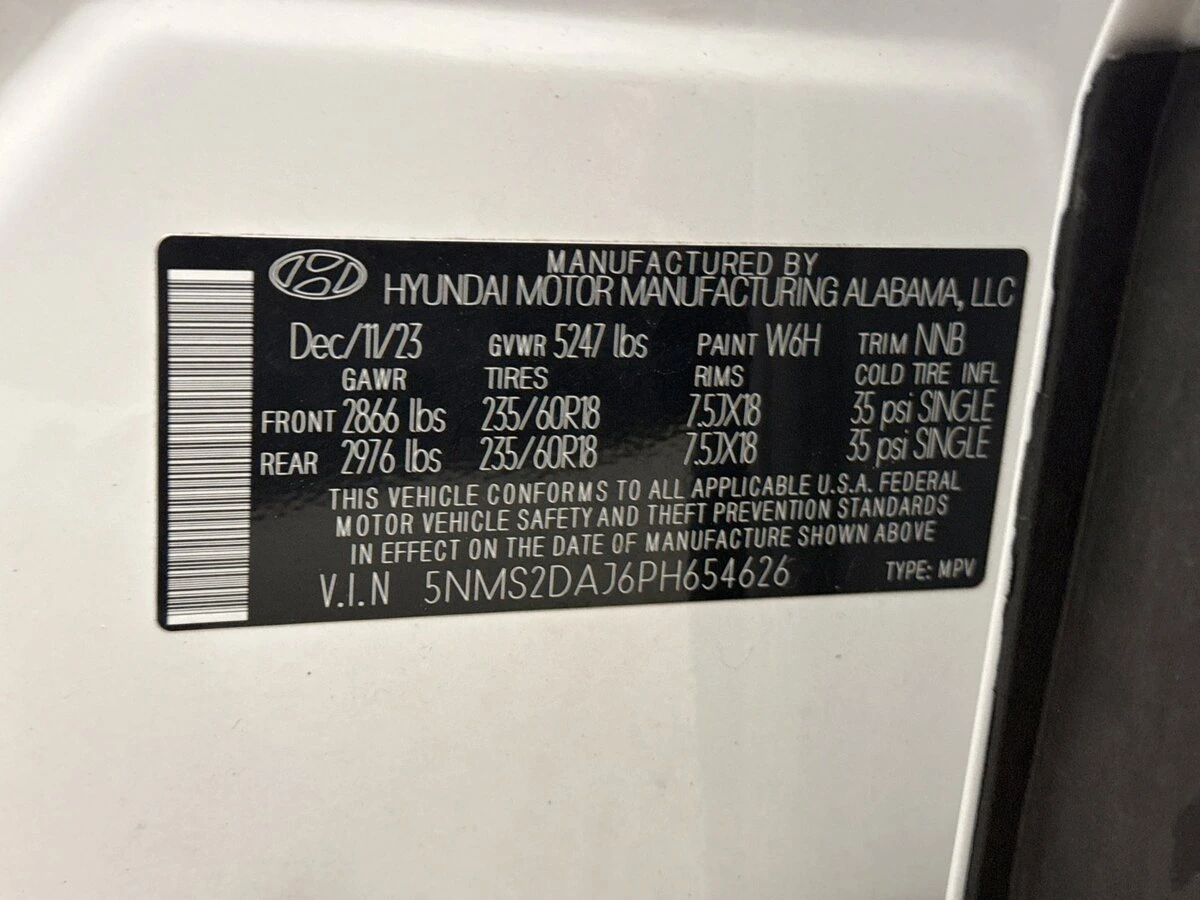 MANUFACTURED BY
HYUNDAI MOTOR MANUFACTURING ALABAMA, LLC
Dec/11/23 GVWR 5247 lbs PAINT W6H TRIM NNB
GAWR TIRES RIMS COLD TIRE INFL
FRONT 2866 lbs 235/60R18 7.5JX18 35 psi SINGLE
REAR 2976 lbs 235/60R18 7.5JX18 35 psi SINGLE
THIS VEHICLE CONFORMS TO ALL APPLICABLE U.S.A. FEDERAL
MOTOR VEHICLE SAFETY AND THEFT PREVENTION STANDARDS
IN EFFECT ON THE DATE OF MANUFACTURE SHOWN ABOVE
V.I.N 5NMS2DAJ6PH654626 TYPE: MPV